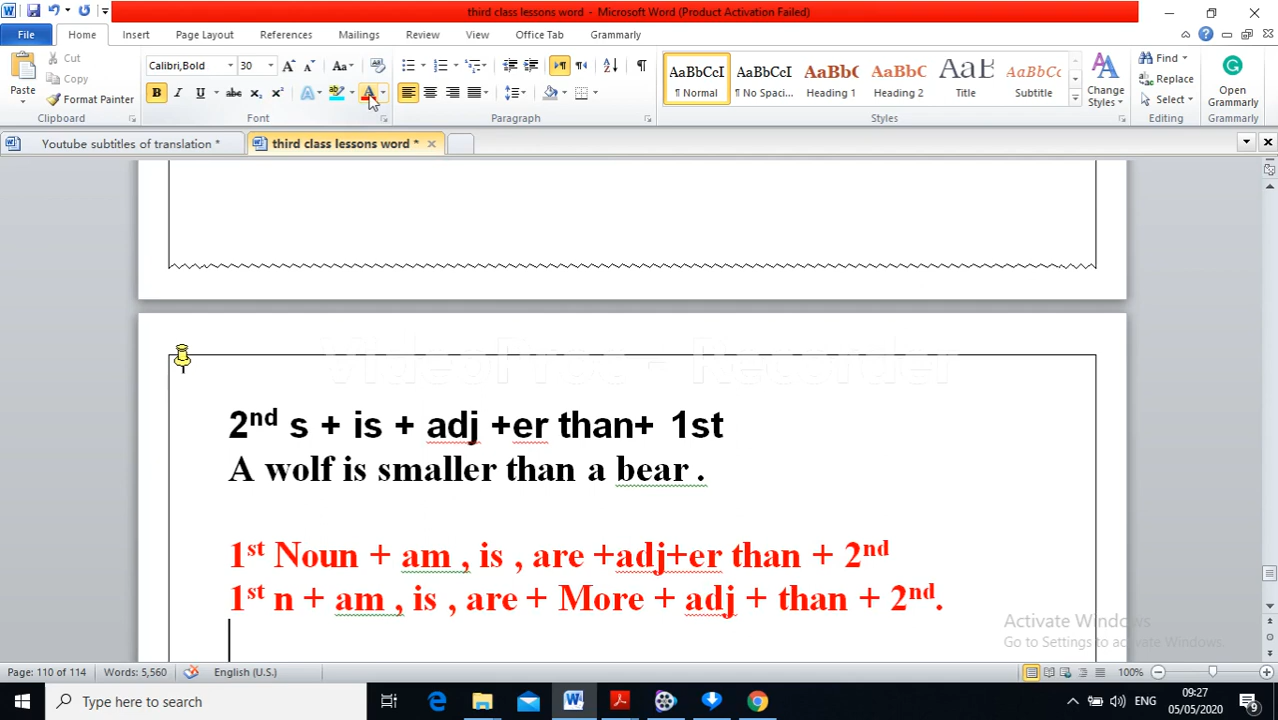 third class lessons word - Microsoft Word (Product Activation Failed)
File Home Insert Page Layout References Mailings Review View Office Tab Grammarly
Paste
Cut
Copy
Format Painter
Clipboard
Calibri,Bold 30
Font
Paragraph
AaBbCcI AaBbCcI AaBbC AaBbC AaB AaBbCc
¶ Normal ¶ No Spaci... Heading 1 Heading 2 Title Subtitle
Styles
Change Styles
Find
Replace
Select
Editing
Open Grammarly
Grammarly
Youtube subtitles of translation *
third class lessons word *
VideoProc - Recorder
2nd s + is + adj +er than+ 1st
A wolf is smaller than a bear .
1st Noun + am , is , are +adj+er than + 2nd
1st n + am , is , are + More + adj + than + 2nd.
Activate Windows
Go to Settings to activate Windows.
Page: 110 of 114 Words: 5,560 English (U.S.) 100%
Type here to search
ENG
09:27
05/05/2020
9